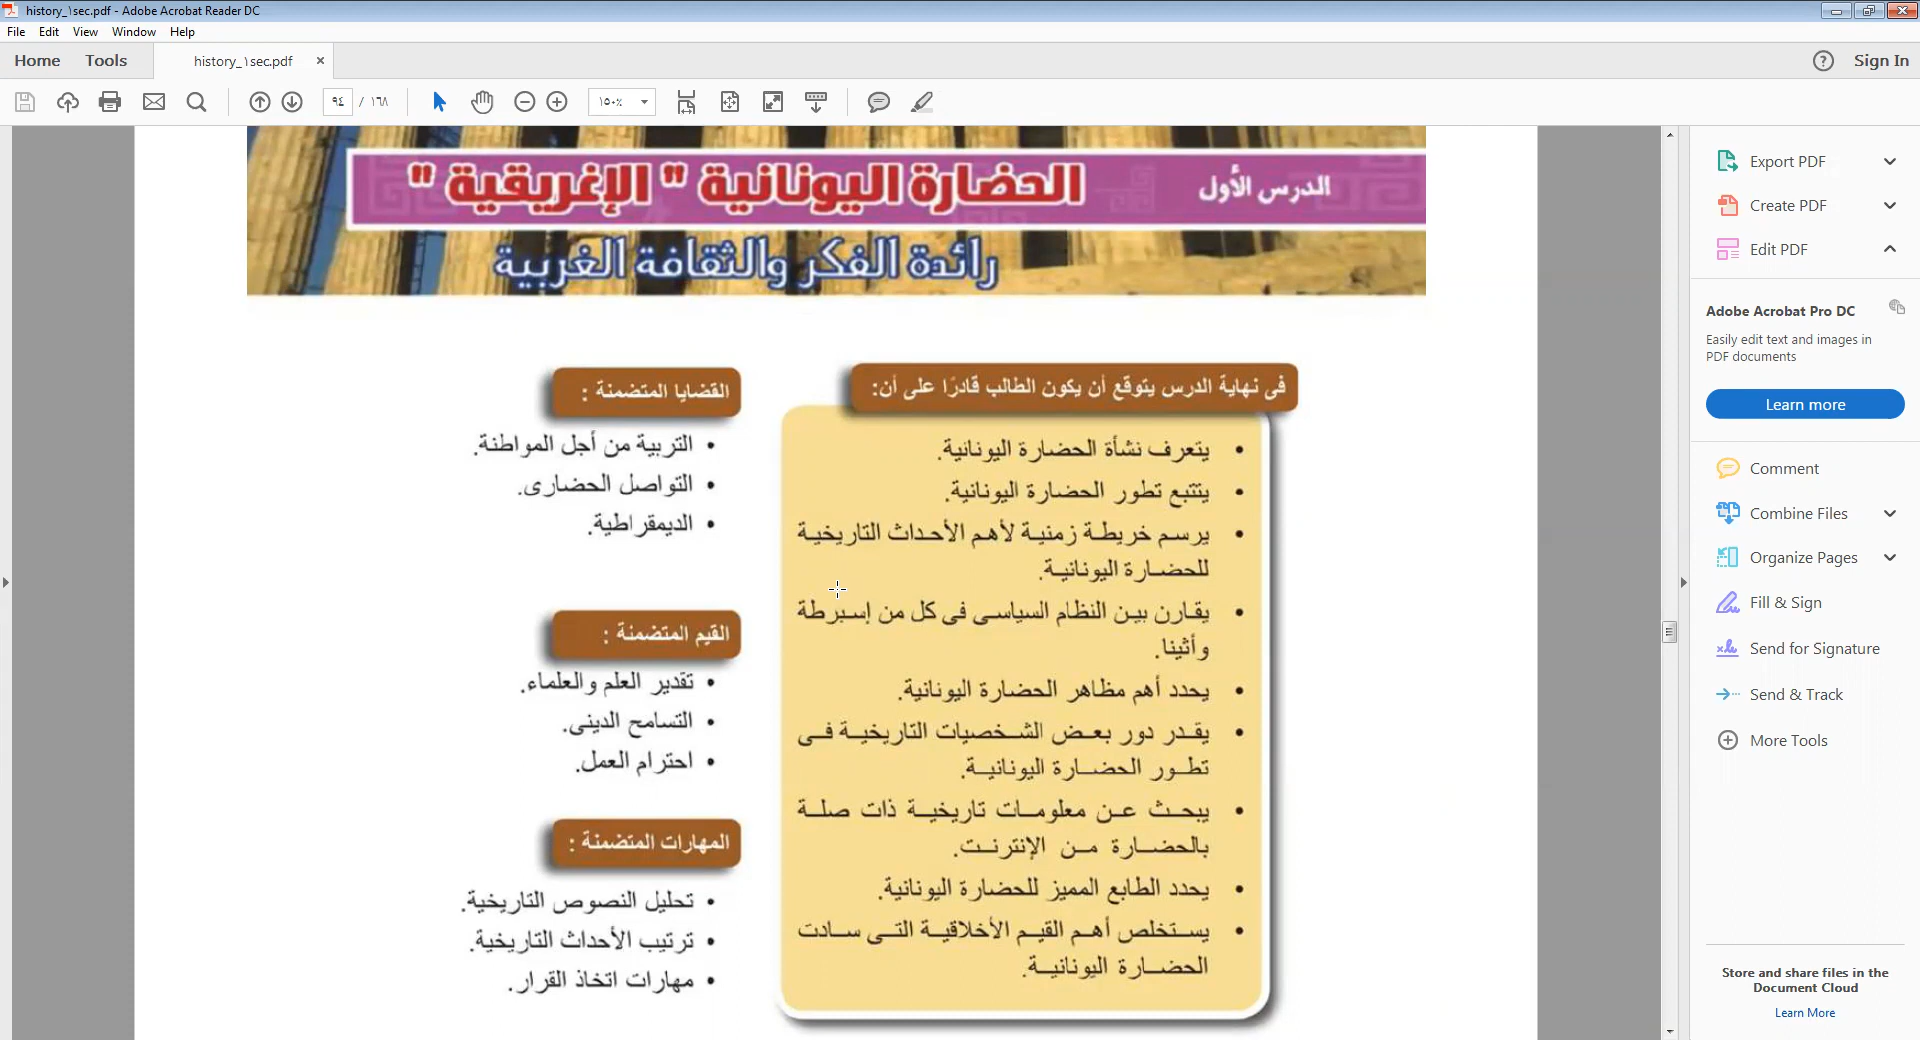 history_١sec.pdf - Adobe Acrobat Reader DC
File Edit View Window Help
Home Tools history_١sec.pdf × Sign In
٩٤ / ١٦٨ ١٥٠٪
الدرس الأول
الحضارة اليونانية " الإغريقية "
رائدة الفكر والثقافة الغربية
فى نهاية الدرس يتوقع أن يكون الطالب قادرًا على أن:
• يتعرف نشأة الحضارة اليونانية.
• يتتبع تطور الحضارة اليونانية.
• يرسم خريطة زمنية لأهم الأحداث التاريخية
للحضارة اليونانية.
• يقارن بين النظام السياسى فى كل من إسبرطة
وأثينا.
• يحدد أهم مظاهر الحضارة اليونانية.
• يقدر دور بعض الشخصيات التاريخية فى
تطور الحضارة اليونانية.
• يبحث عن معلومات تاريخية ذات صلة
بالحضارة من الإنترنت.
• يحدد الطابع المميز للحضارة اليونانية.
• يستخلص أهم القيم الأخلاقية التى سادت
الحضارة اليونانية.
القضايا المتضمنة :
• التربية من أجل المواطنة.
• التواصل الحضارى.
• الديمقراطية.
القيم المتضمنة :
• تقدير العلم والعلماء.
• التسامح الدينى.
• احترام العمل.
المهارات المتضمنة :
• تحليل النصوص التاريخية.
• ترتيب الأحداث التاريخية.
• مهارات اتخاذ القرار.
Export PDF
Create PDF
Edit PDF
Adobe Acrobat Pro DC
Easily edit text and images in
PDF documents
Learn more
Comment
Combine Files
Organize Pages
Fill & Sign
Send for Signature
Send & Track
More Tools
Store and share files in the
Document Cloud
Learn More